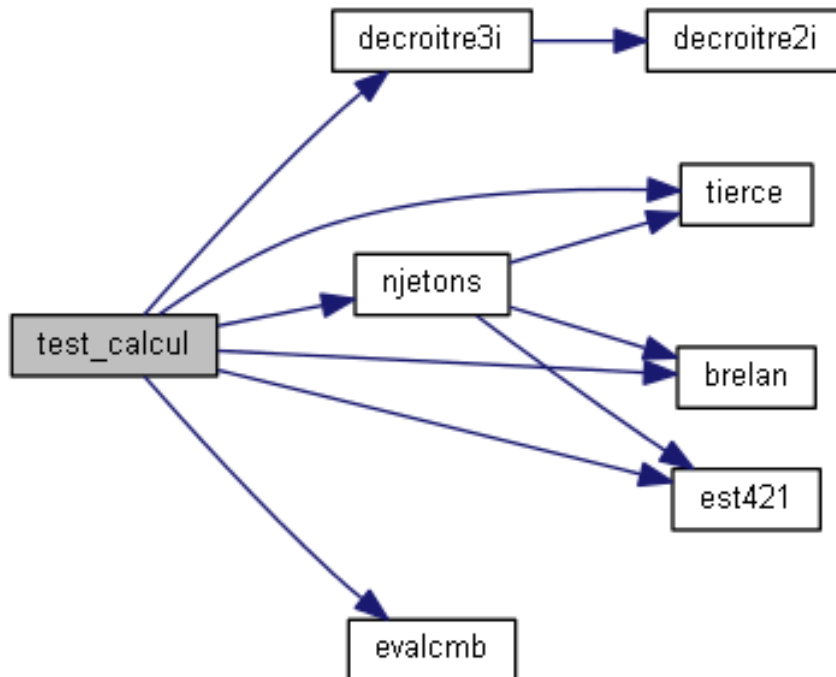 decroitre3i
decroitre2i
tierce
njetons
test_calcul
brelan
est421
evalcmb